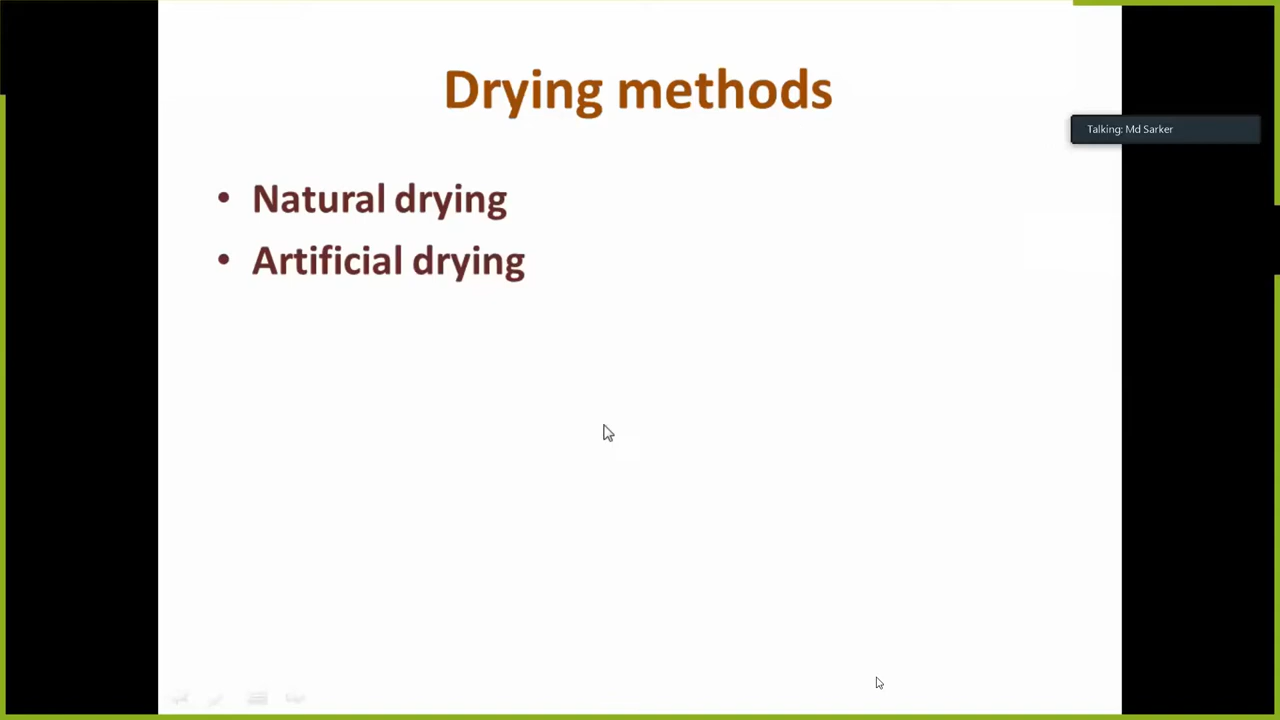 Drying methods
Talking: Md Sarker
• Natural drying
• Artificial drying